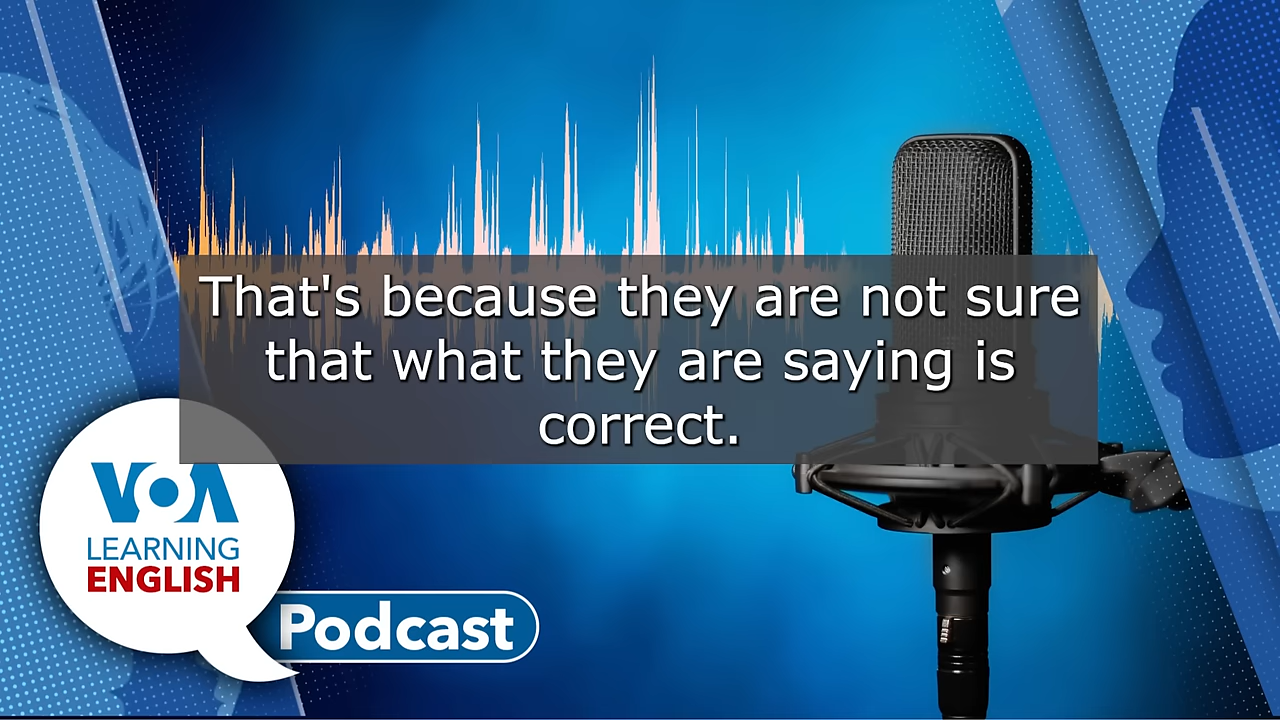 That's because they are not sure
that what they are saying is
correct.
VOA
LEARNING
ENGLISH
Podcast